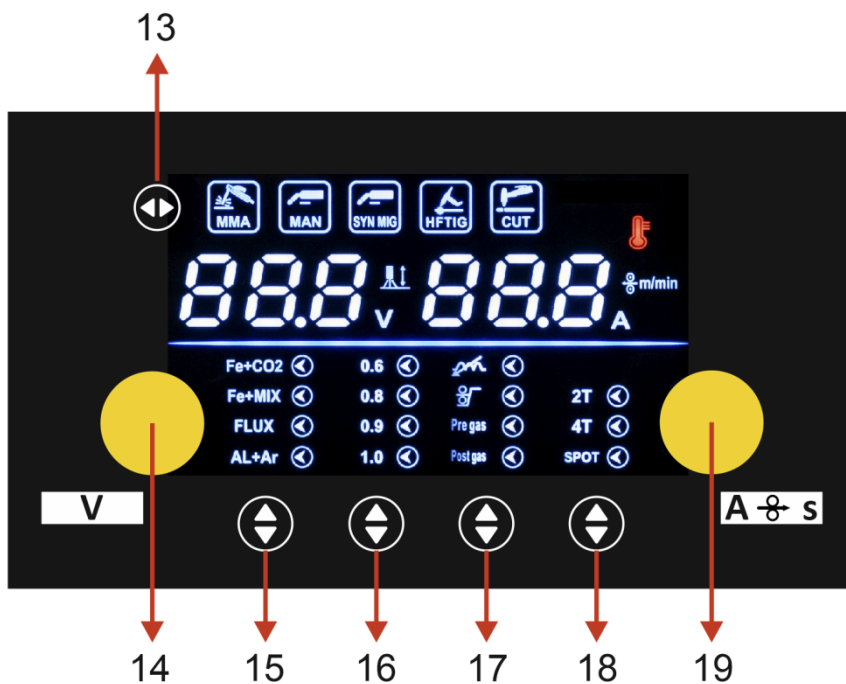 13
MMA MAN SYN MIG HFTIG CUT
88.8 V 88.8 A m/min
Fe+CO2 0.6
Fe+MIX 0.8 2T
FLUX 0.9 Pre gas 4T
AL+Ar 1.0 Post gas SPOT
V A s
14 15 16 17 18 19